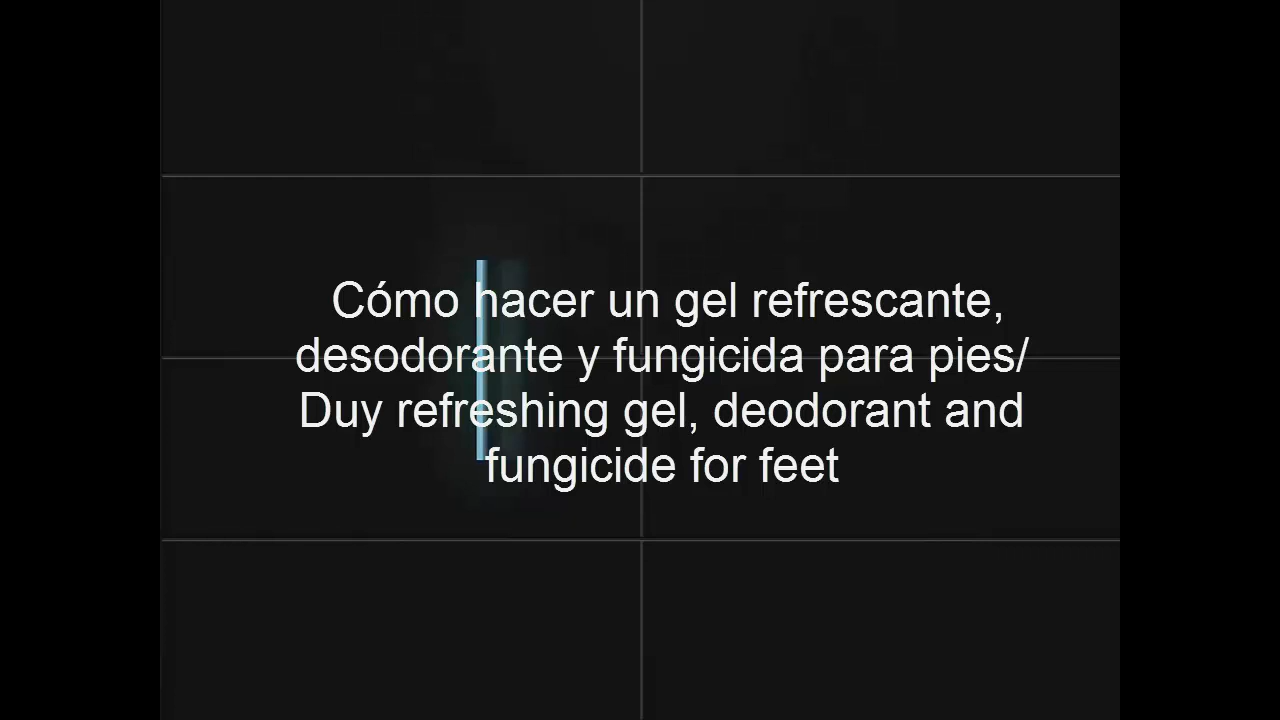 Cómo hacer un gel refrescante,
desodorante y fungicida para pies/
Duy refreshing gel, deodorant and
fungicide for feet